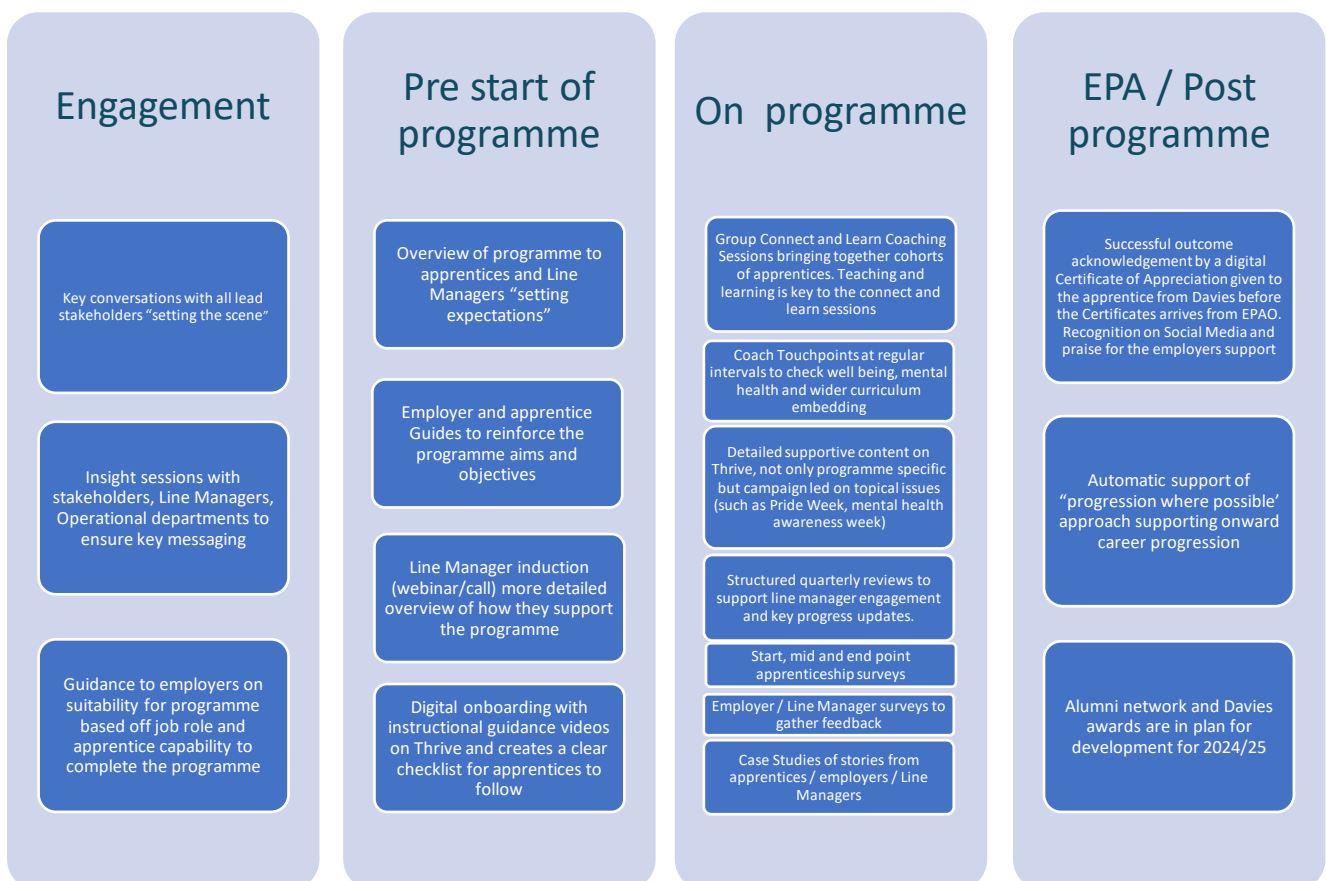 Engagement
Key conversations with all lead
stakeholders “setting the scene”
Insight sessions with
stakeholders, Line Managers,
Operational departments to
ensure key messaging
Guidance to employers on
suitability for programme
based off job role and
apprentice capability to
complete the programme
Pre start of
programme
Overview of programme to
apprentices and Line
Managers “setting
expectations”
Employer and apprentice
Guides to reinforce the
programme aims and
objectives
Line Manager induction
(webinar/call) more detailed
overview of how they support
the programme
Digital onboarding with
instructional guidance videos
on Thrive and creates a clear
checklist for apprentices to
follow
On programme
Group Connect and Learn Coaching
Sessions bringing together cohorts
of apprentices. Teaching and
learning is key to the connect and
learn sessions
Coach Touchpoints at regular
intervals to check well being, mental
health and wider curriculum
embedding
Detailed supportive content on
Thrive, not only programme specific
but campaign led on topical issues
(such as Pride Week, mental health
awareness week)
Structured quarterly reviews to
support line manager engagement
and key progress updates.
Start, mid and end point
apprenticeship surveys
Employer / Line Manager surveys to
gather feedback
Case Studies of stories from
apprentices / employers / Line
Managers
EPA / Post
programme
Successful outcome
acknowledgement by a digital
Certificate of Appreciation given to
the apprentice from Davies before
the Certificates arrives from EPAO.
Recognition on Social Media and
praise for the employers support
Automatic support of
“progression where possible’
approach supporting onward
career progression
Alumni network and Davies
awards are in plan for
development for 2024/25